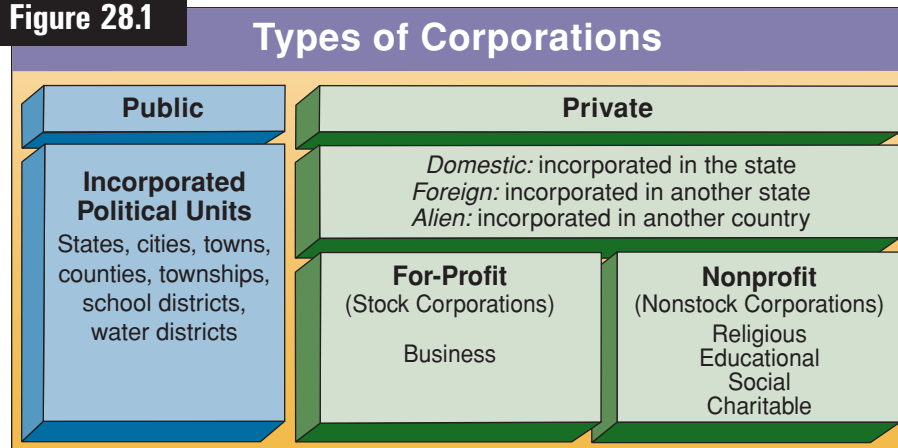 Figure 28.1
Types of Corporations
Public
Incorporated
Political Units
States, cities, towns,
counties, townships,
school districts,
water districts
Private
Domestic: incorporated in the state
Foreign: incorporated in another state
Alien: incorporated in another country
For-Profit
(Stock Corporations)
Business
Nonprofit
(Nonstock Corporations)
Religious
Educational
Social
Charitable